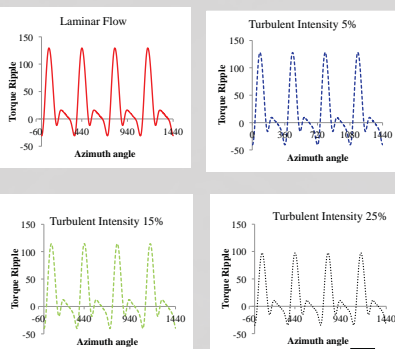 Laminar Flow
150
100
50
0
-50
-60 440 940 1440
Torque Ripple
Azimuth angle
Turbulent Intensity 5%
150
100
50
0
-50
0 360 720 1080 1440
Torque Ripple
Azimuth angle
Turbulent Intensity 15%
150
100
50
0
-50
-60 440 940 1440
Torque Ripple
Azimuth angle
Turbulent Intensity 25%
150
100
50
0
-50
-60 440 940 1440
Torque Ripple
Azimuth angle